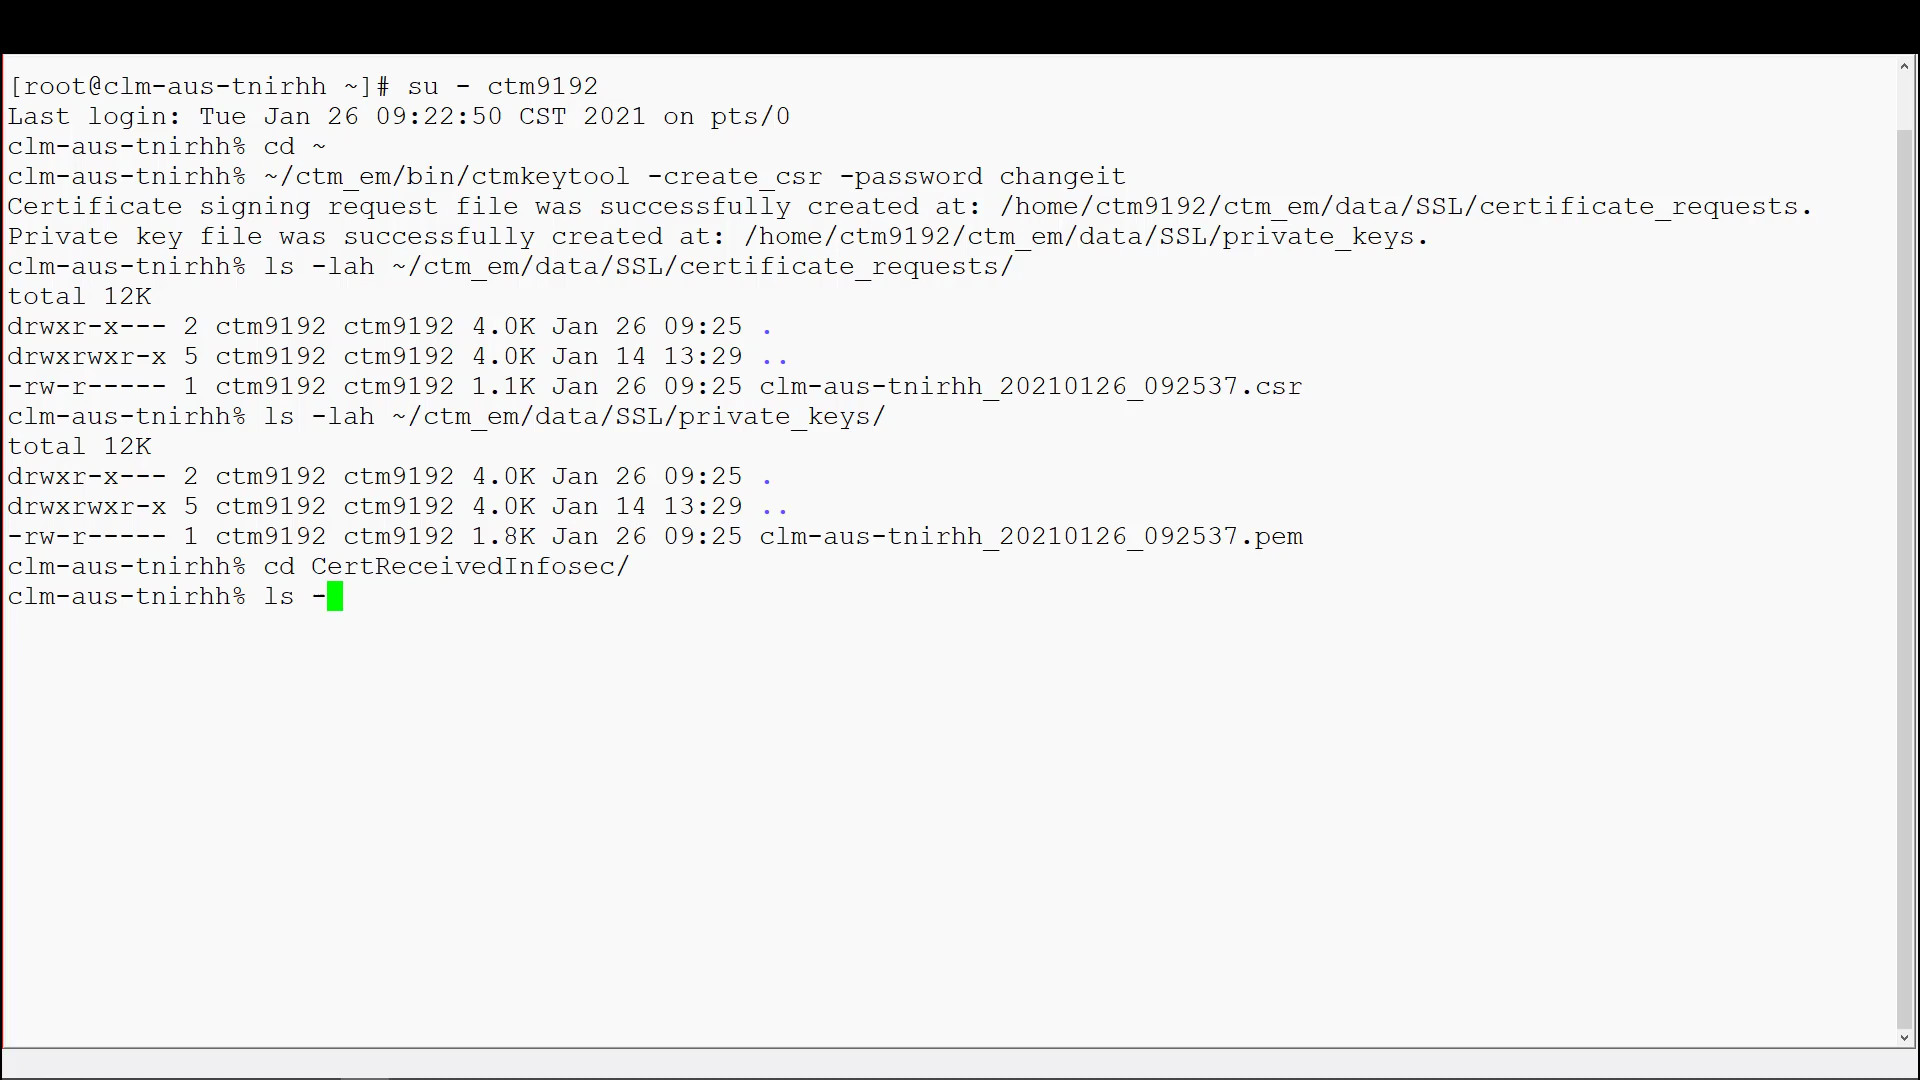 [root@clm-aus-tnirhh ~]# su - ctm9192
Last login: Tue Jan 26 09:22:50 CST 2021 on pts/0
clm-aus-tnirhh% cd ~
clm-aus-tnirhh% ~/ctm_em/bin/ctmkeytool -create_csr -password changeit
Certificate signing request file was successfully created at: /home/ctm9192/ctm_em/data/SSL/certificate_requests.
Private key file was successfully created at: /home/ctm9192/ctm_em/data/SSL/private_keys.
clm-aus-tnirhh% ls -lah ~/ctm_em/data/SSL/certificate_requests/
total 12K
drwxr-x--- 2 ctm9192 ctm9192 4.0K Jan 26 09:25 .
drwxrwxr-x 5 ctm9192 ctm9192 4.0K Jan 14 13:29 ..
-rw-r----- 1 ctm9192 ctm9192 1.1K Jan 26 09:25 clm-aus-tnirhh_20210126_092537.csr
clm-aus-tnirhh% ls -lah ~/ctm_em/data/SSL/private_keys/
total 12K
drwxr-x--- 2 ctm9192 ctm9192 4.0K Jan 26 09:25 .
drwxrwxr-x 5 ctm9192 ctm9192 4.0K Jan 14 13:29 ..
-rw-r----- 1 ctm9192 ctm9192 1.8K Jan 26 09:25 clm-aus-tnirhh_20210126_092537.pem
clm-aus-tnirhh% cd CertReceivedInfosec/
clm-aus-tnirhh% ls -